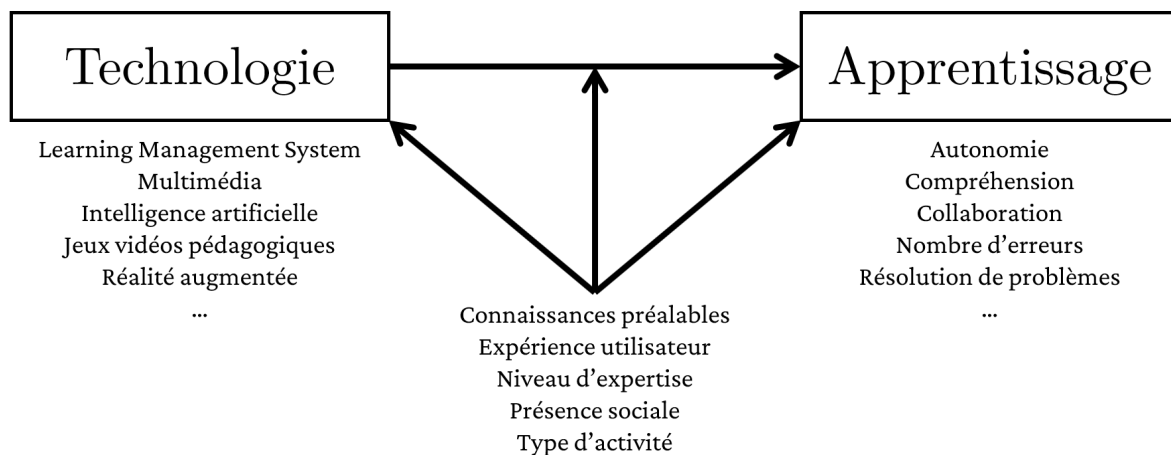 Technologie
Apprentissage
Learning Management System
Multimédia
Intelligence artificielle
Jeux vidéos pédagogiques
Réalité augmentée
...
Autonomie
Compréhension
Collaboration
Nombre d’erreurs
Résolution de problèmes
...
Connaissances préalables
Expérience utilisateur
Niveau d’expertise
Présence sociale
Type d’activité